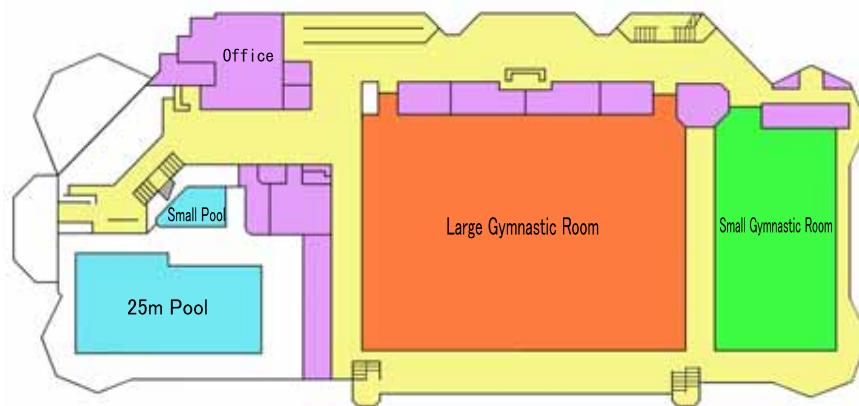 Office
Small Pool
Large Gymnastic Room
Small Gymnastic Room
25m Pool